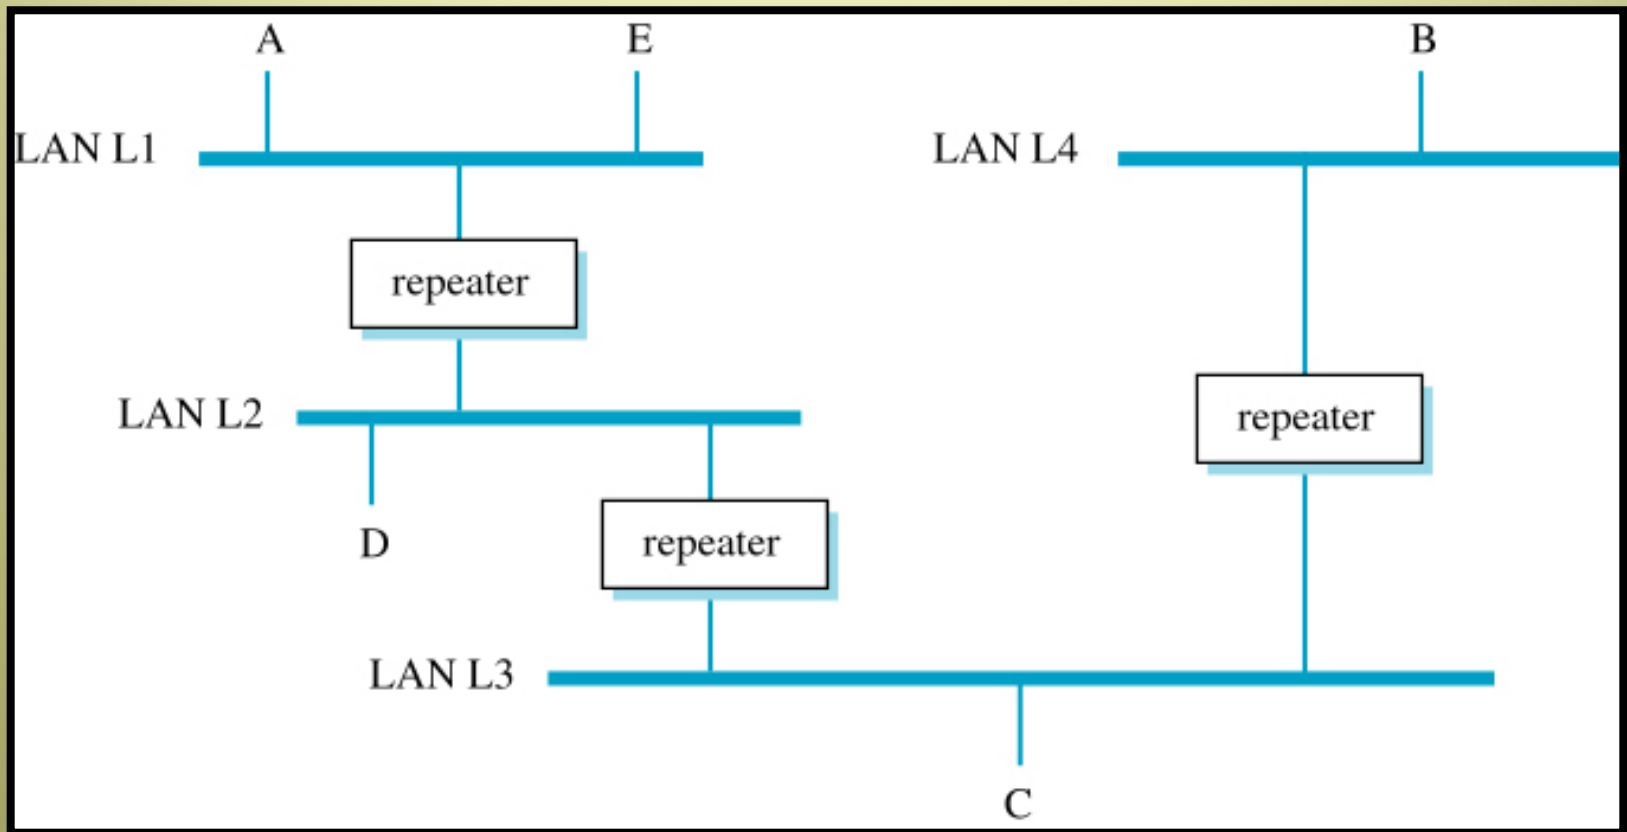 A
E
B
LAN L1
LAN L4
repeater
LAN L2
repeater
D
repeater
LAN L3
C